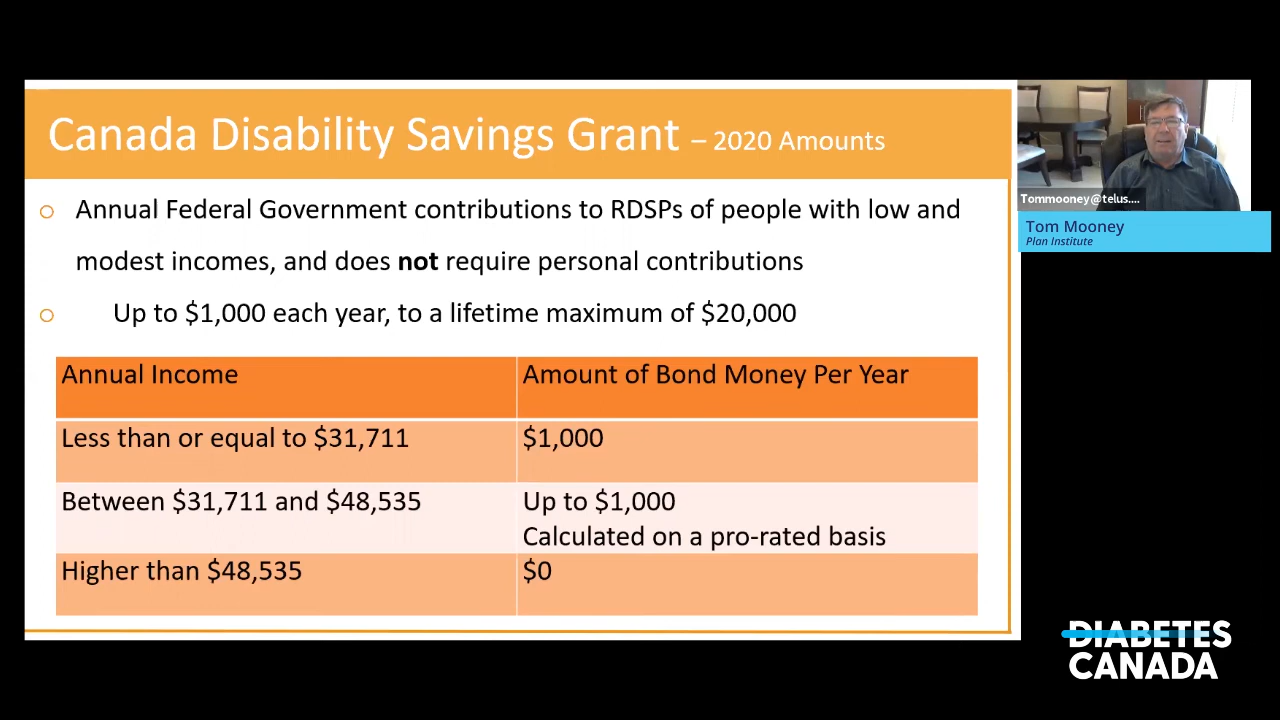 Canada Disability Savings Grant – 2020 Amounts
Annual Federal Government contributions to RDSPs of people with low and
modest incomes, and does not require personal contributions
Up to $1,000 each year, to a lifetime maximum of $20,000
Annual Income
Amount of Bond Money Per Year
Less than or equal to $31,711
$1,000
Between $31,711 and $48,535
Up to $1,000
Calculated on a pro-rated basis
Higher than $48,535
$0
Tommooney@telus....
Tom Mooney
Plan Institute
DIABETES
CANADA